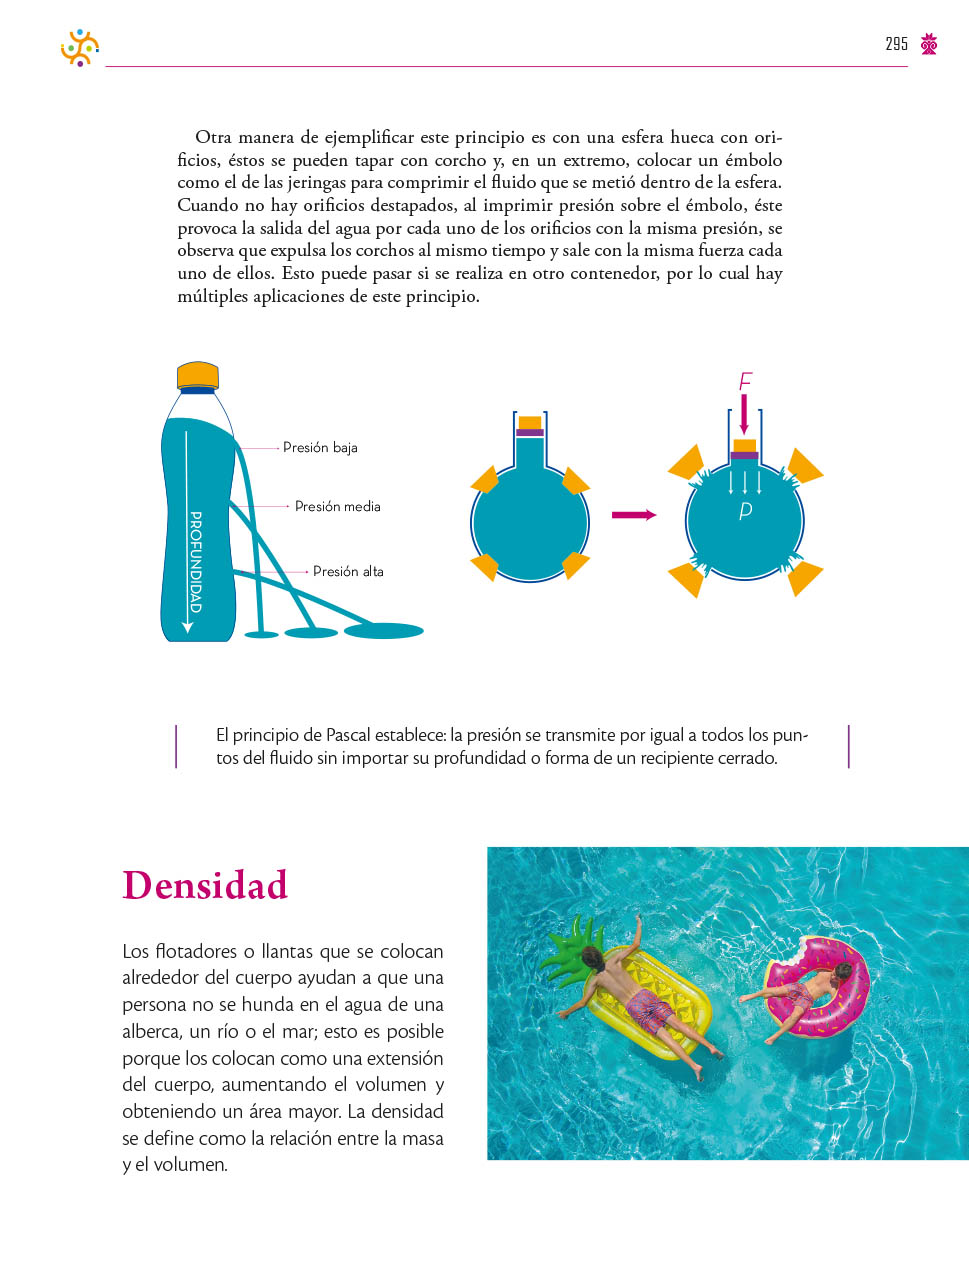 295
Otra manera de ejemplificar este principio es con una esfera hueca con ori-
ficios, éstos se pueden tapar con corcho y, en un extremo, colocar un émbolo
como el de las jeringas para comprimir el fluido que se metió dentro de la esfera.
Cuando no hay orificios destapados, al imprimir presión sobre el émbolo, éste
provoca la salida del agua por cada uno de los orificios con la misma presión, se
observa que expulsa los corchos al mismo tiempo y sale con la misma fuerza cada
uno de ellos. Esto puede pasar si se realiza en otro contenedor, por lo cual hay
múltiples aplicaciones de este principio.
Presión baja
Presión media
Presión alta
PROFUNDIDAD
F
P
El principio de Pascal establece: la presión se transmite por igual a todos los pun-
tos del fluido sin importar su profundidad o forma de un recipiente cerrado.
Densidad
Los flotadores o llantas que se colocan
alrededor del cuerpo ayudan a que una
persona no se hunda en el agua de una
alberca, un río o el mar; esto es posible
porque los colocan como una extensión
del cuerpo, aumentando el volumen y
obteniendo un área mayor. La densidad
se define como la relación entre la masa
y el volumen.